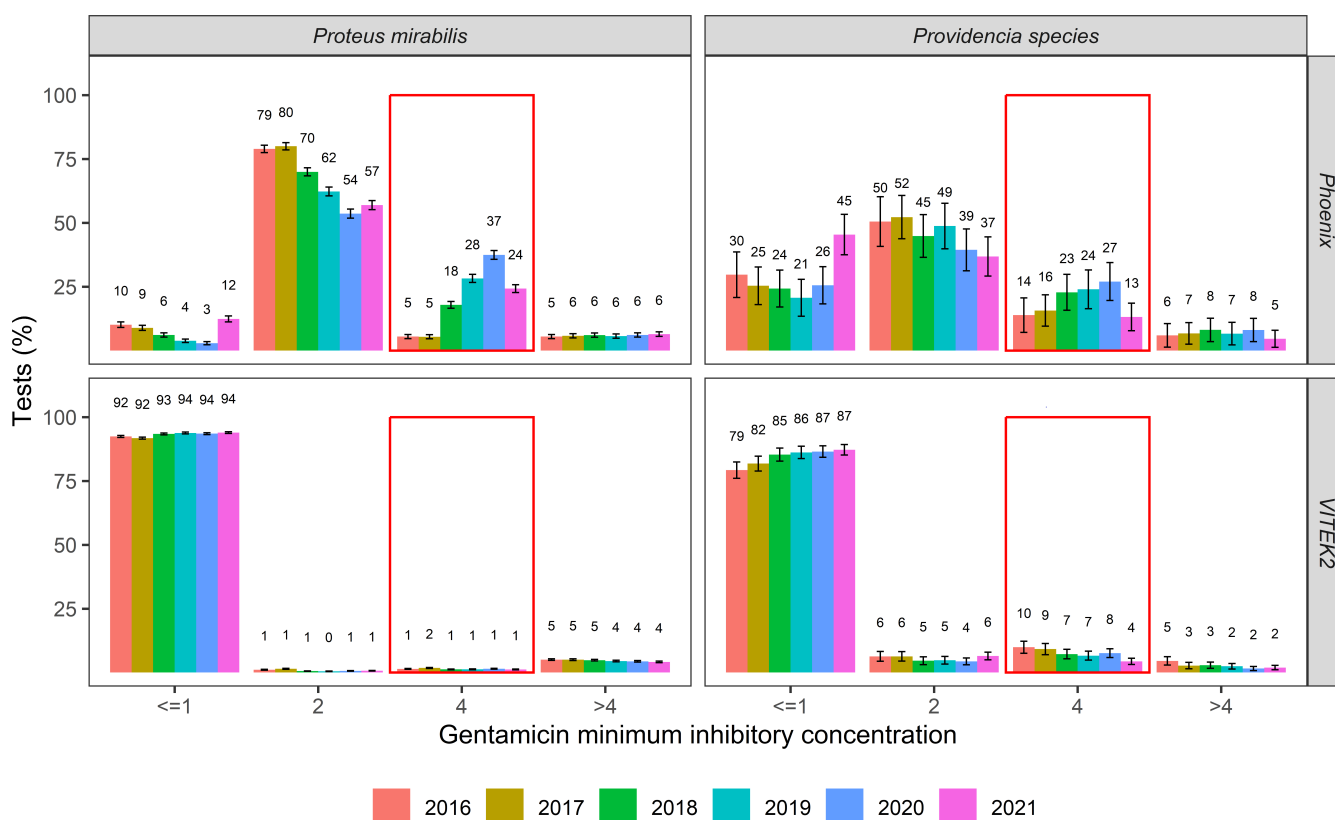 Proteus mirabilis
Providencia species
Phoenix
VITEK2
Tests (%)
100
75
50
25
10 9 6 4 3 12
79 80 70 62 54 57
5 5 18 28 37 24
5 6 6 6 6 6
30 25 24 21 26 45
50 52 45 49 39 37
14 16 23 24 27 13
6 7 8 7 8 5
100
75
50
25
92 92 93 94 94 94
1 1 1 0 1 1
1 2 1 1 1 1
5 5 5 4 4 4
79 82 85 86 87 87
6 6 5 5 4 6
10 9 7 7 8 4
5 3 3 2 2 2
<=1 2 4 >4
<=1 2 4 >4
Gentamicin minimum inhibitory concentration
2016 2017 2018 2019 2020 2021